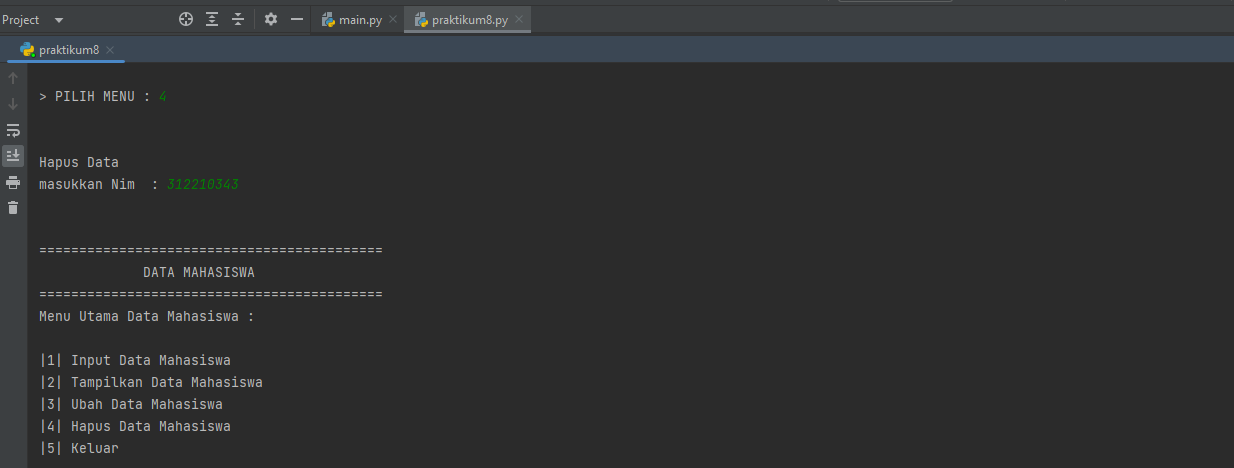 Project main.py praktikum8.py
praktikum8
> PILIH MENU : 4
Hapus Data
masukkan Nim  : 312210343
===========================================
             DATA MAHASISWA
===========================================
Menu Utama Data Mahasiswa :
|1| Input Data Mahasiswa
|2| Tampilkan Data Mahasiswa
|3| Ubah Data Mahasiswa
|4| Hapus Data Mahasiswa
|5| Keluar